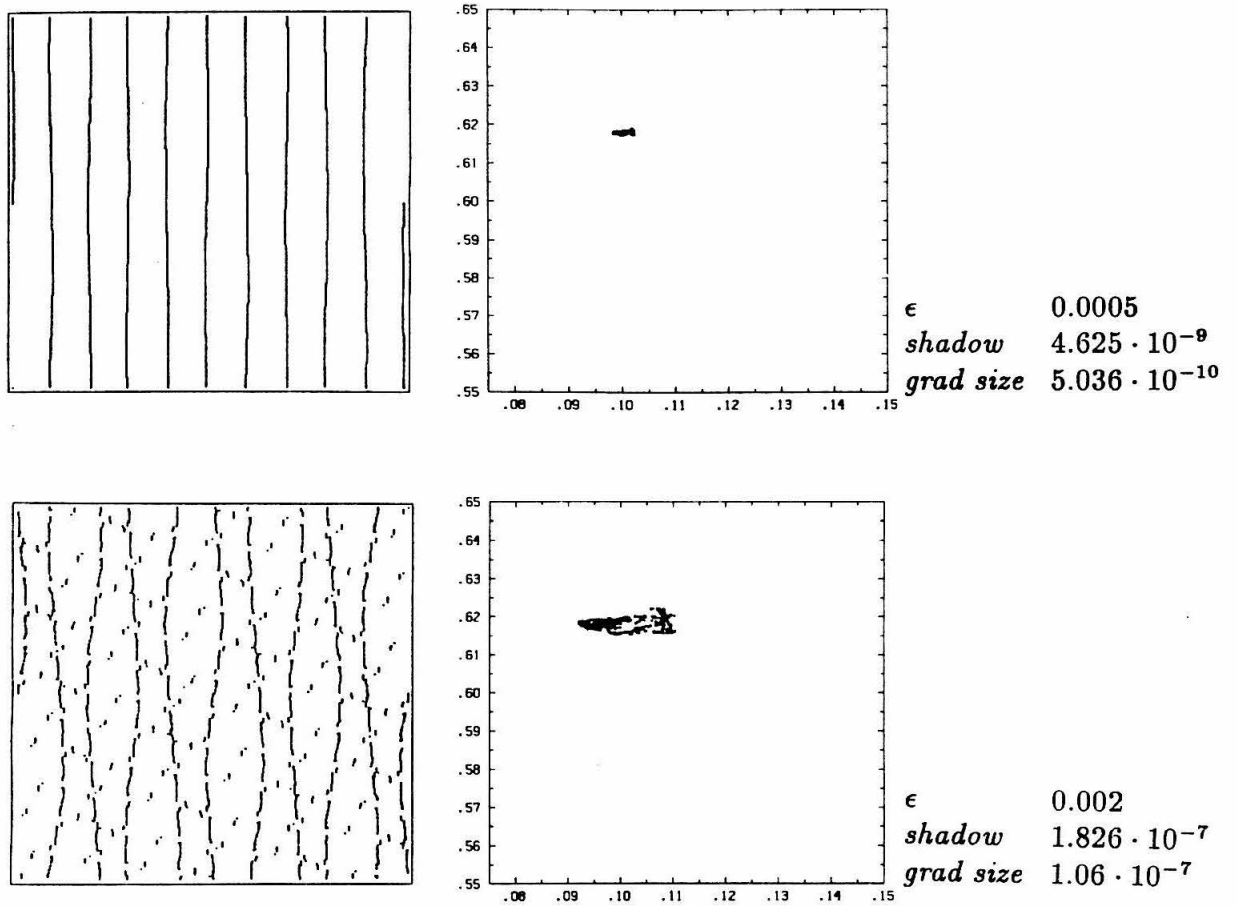 .65
.64
.63
.62
.61
.60
.59
.58
.57
.56
.55
.08 .09 .10 .11 .12 .13 .14 .15
ϵ 0.0005
shadow 4.625 · 10⁻⁹
grad size 5.036 · 10⁻¹⁰
.65
.64
.63
.62
.61
.60
.59
.58
.57
.56
.55
.08 .09 .10 .11 .12 .13 .14 .15
ϵ 0.002
shadow 1.826 · 10⁻⁷
grad size 1.06 · 10⁻⁷